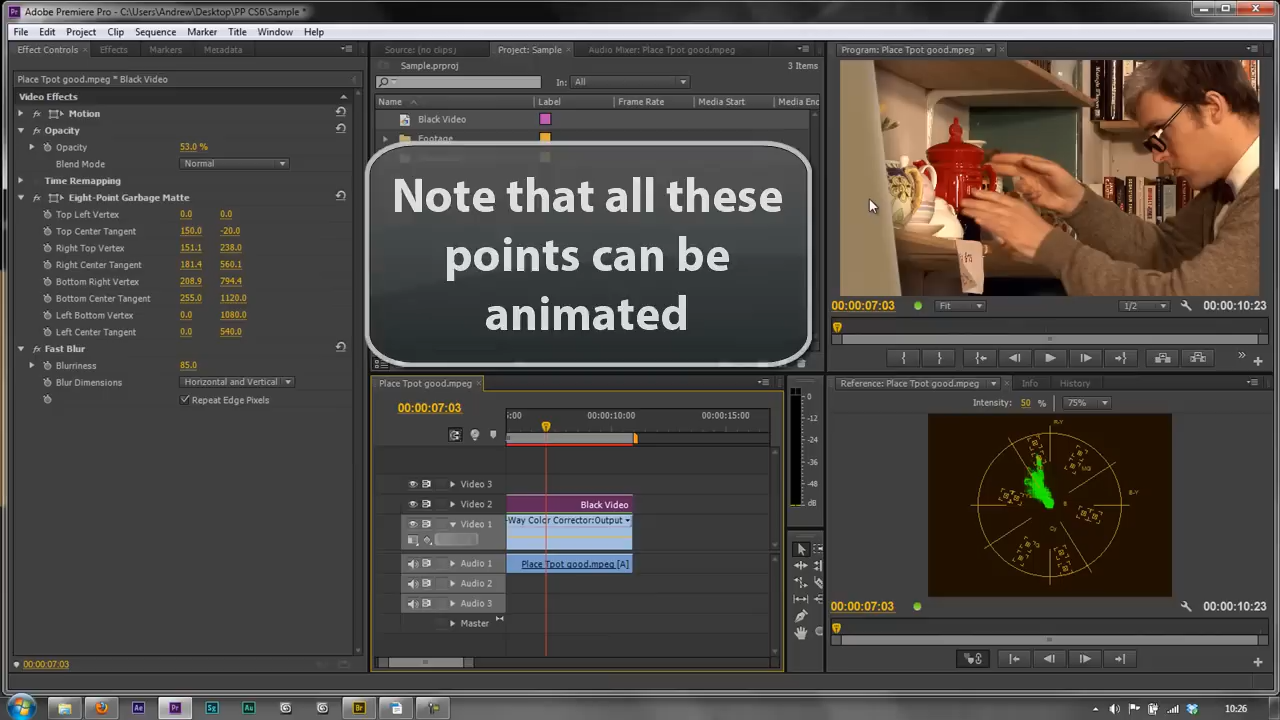 Adobe Premiere Pro - C:\Users\Andrew\Desktop\PP CS6\Sample *
File Edit Project Clip Sequence Marker Title Window Help
Effect Controls Effects Markers Metadata
Place Tpot good.mpeg * Black Video
Video Effects
Motion
Opacity
Opacity 53.0 %
Blend Mode Normal
Time Remapping
Eight-Point Garbage Matte
Top Left Vertex 0.0 0.0
Top Center Tangent 150.0 -20.0
Right Top Vertex 151.1 238.0
Right Center Tangent 181.4 560.1
Bottom Right Vertex 208.9 794.4
Bottom Center Tangent 255.0 1120.0
Left Bottom Vertex 0.0 1080.0
Left Center Tangent 0.0 540.0
Fast Blur
Blurriness 85.0
Blur Dimensions Horizontal and Vertical
Repeat Edge Pixels
00:00:07:03
Source: (no clips) Project: Sample Audio Mixer: Place Tpot good.mpeg
Sample.prproj 3 Items
In: All
Name Label Frame Rate Media Start Media End
Black Video
Footage
Note that all these
points can be
animated
Program: Place Tpot good.mpeg
00:00:07:03 Fit 1/2 00:00:10:23
Place Tpot good.mpeg
00:00:07:03
00:00:10:00 00:00:15:00
Video 3
Video 2 Black Video
Video 1 -Way Color Corrector:Output
Audio 1 Place Tpot good.mpeg [A]
Audio 2
Audio 3
Master
0
-12
-24
-36
-48
dB
Reference: Place Tpot good.mpeg Info History
Intensity: 50 % 75%
R-Y
B-Y
00:00:07:03 00:00:10:23
Ae Pr Sg Au Br
10:26